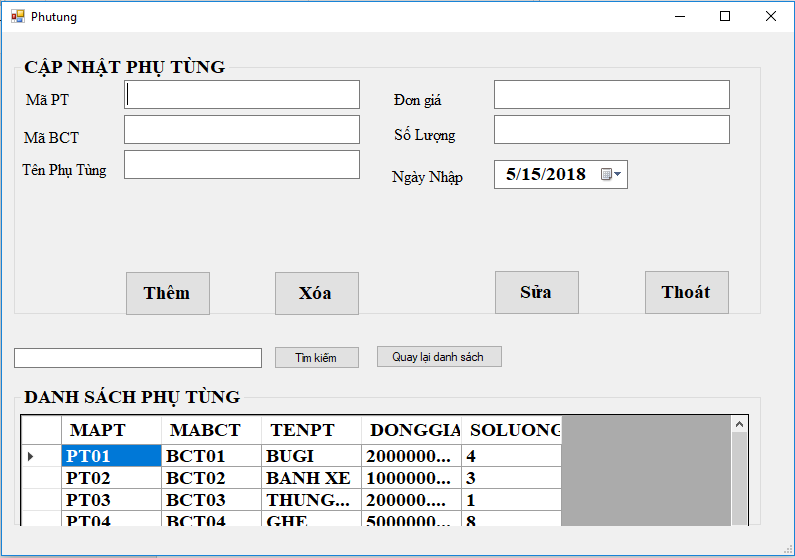 Phutung
CẬP NHẬT PHỤ TÙNG
Mã PT
Đơn giá
Mã BCT
Số Lượng
Tên Phụ Tùng
Ngày Nhập
5/15/2018
Thêm
Xóa
Sửa
Thoát
Tìm kiếm
Quay lại danh sách
DANH SÁCH PHỤ TÙNG
MAPT MABCT TENPT DONGGIA SOLUONG
PT01 BCT01 BUGI 2000000... 4
PT02 BCT02 BANH XE 1000000... 3
PT03 BCT03 THUNG... 200000.... 1
PT04 BCT04 GHE 5000000... 8